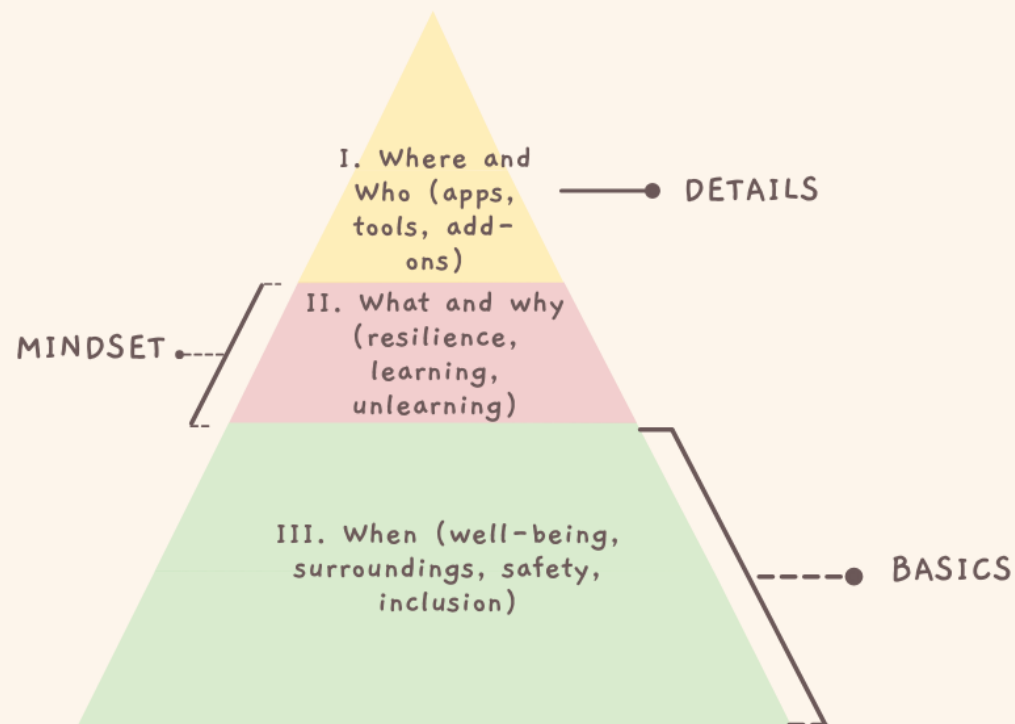 I. Where and
Who (apps,
tools, add-
ons)
DETAILS
II. What and why
(resilience,
learning,
unlearning)
MINDSET
III. When (well-being,
surroundings, safety,
inclusion)
BASICS